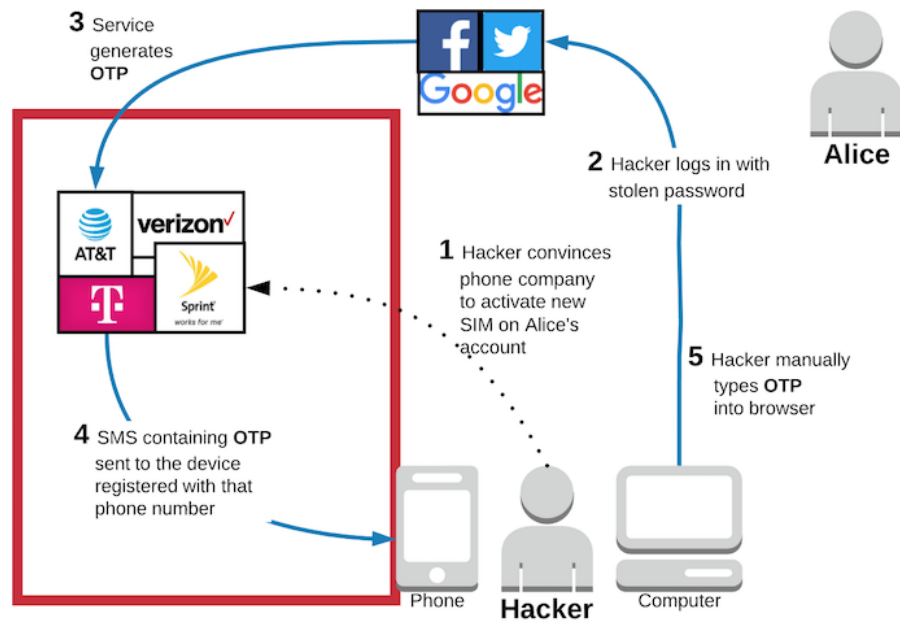 3 Service
generates
OTP
f
Google
Alice
2 Hacker logs in with
stolen password
AT&T
verizon✓
T
Sprint
works for me
1 Hacker convinces
phone company
to activate new
SIM on Alice's
account
5 Hacker manually
types OTP
into browser
4 SMS containing OTP
sent to the device
registered with that
phone number
Phone
Hacker
Computer